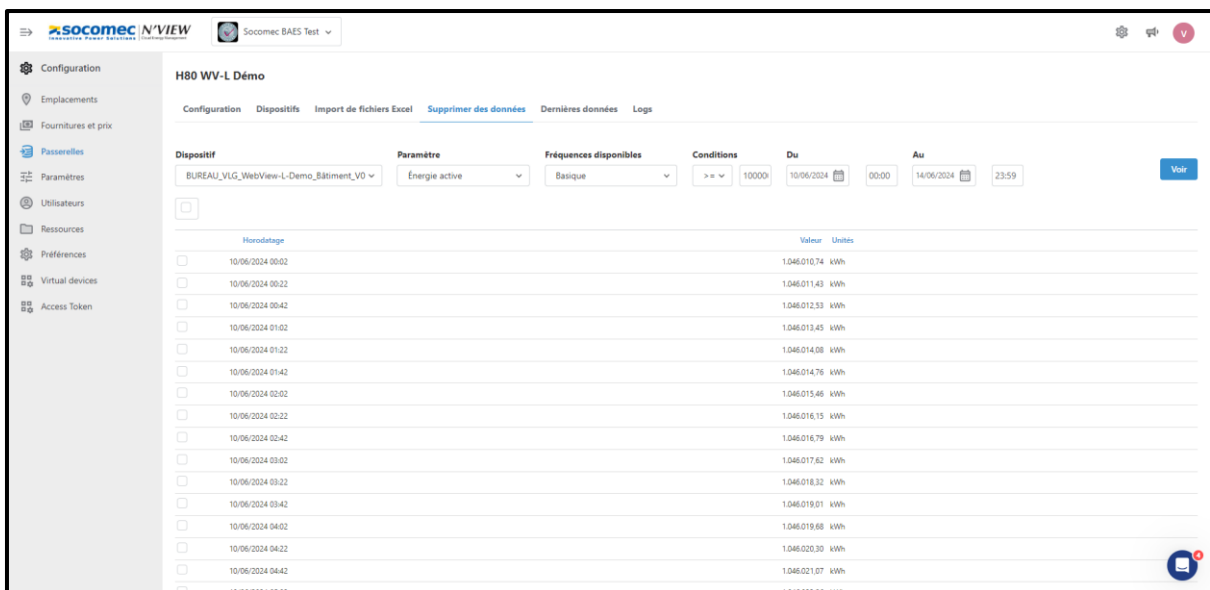 socomec N'VIEW
Innovative Power Solutions Cloud Energy Management
Socomec BAES Test
V
Configuration
Emplacements
Fournitures et prix
Passerelles
Paramètres
Utilisateurs
Ressources
Préférences
Virtual devices
Access Token
H80 WV-L Démo
Configuration Dispositifs Import de fichiers Excel Supprimer des données Dernières données Logs
Dispositif Paramètre Fréquences disponibles Conditions Du Au
BUREAU_VLG_WebView-L-Demo_Bâtiment_V0 Énergie active Basique >= 10000 10/06/2024 00:00 14/06/2024 23:59 Voir
Horodatage Valeur Unités
10/06/2024 00:02 1.046.010,74 kWh
10/06/2024 00:22 1.046.011,43 kWh
10/06/2024 00:42 1.046.012,53 kWh
10/06/2024 01:02 1.046.013,45 kWh
10/06/2024 01:22 1.046.014,08 kWh
10/06/2024 01:42 1.046.014,76 kWh
10/06/2024 02:02 1.046.015,46 kWh
10/06/2024 02:22 1.046.016,15 kWh
10/06/2024 02:42 1.046.016,79 kWh
10/06/2024 03:02 1.046.017,62 kWh
10/06/2024 03:22 1.046.018,32 kWh
10/06/2024 03:42 1.046.019,01 kWh
10/06/2024 04:02 1.046.019,68 kWh
10/06/2024 04:22 1.046.020,30 kWh
10/06/2024 04:42 1.046.021,07 kWh
4